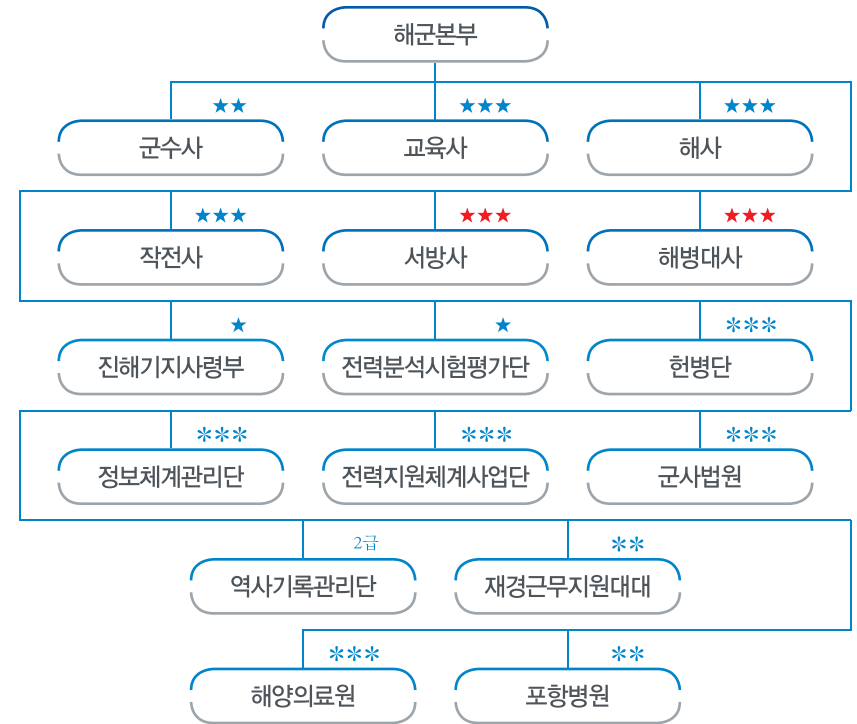 해군본부
★★ ★★★ ★★★
군수사 교육사 해사
★★★ ★★★ ★★★
작전사 서방사 해병대사
★ ★ ✻✻✻
진해기지사령부 전력분석시험평가단 헌병단
✻✻✻ ✻✻✻ ✻✻✻
정보체계관리단 전력지원체계사업단 군사법원
2급 ✻✻
역사기록관리단 재경근무지원대대
✻✻✻ ✻✻
해양의료원 포항병원